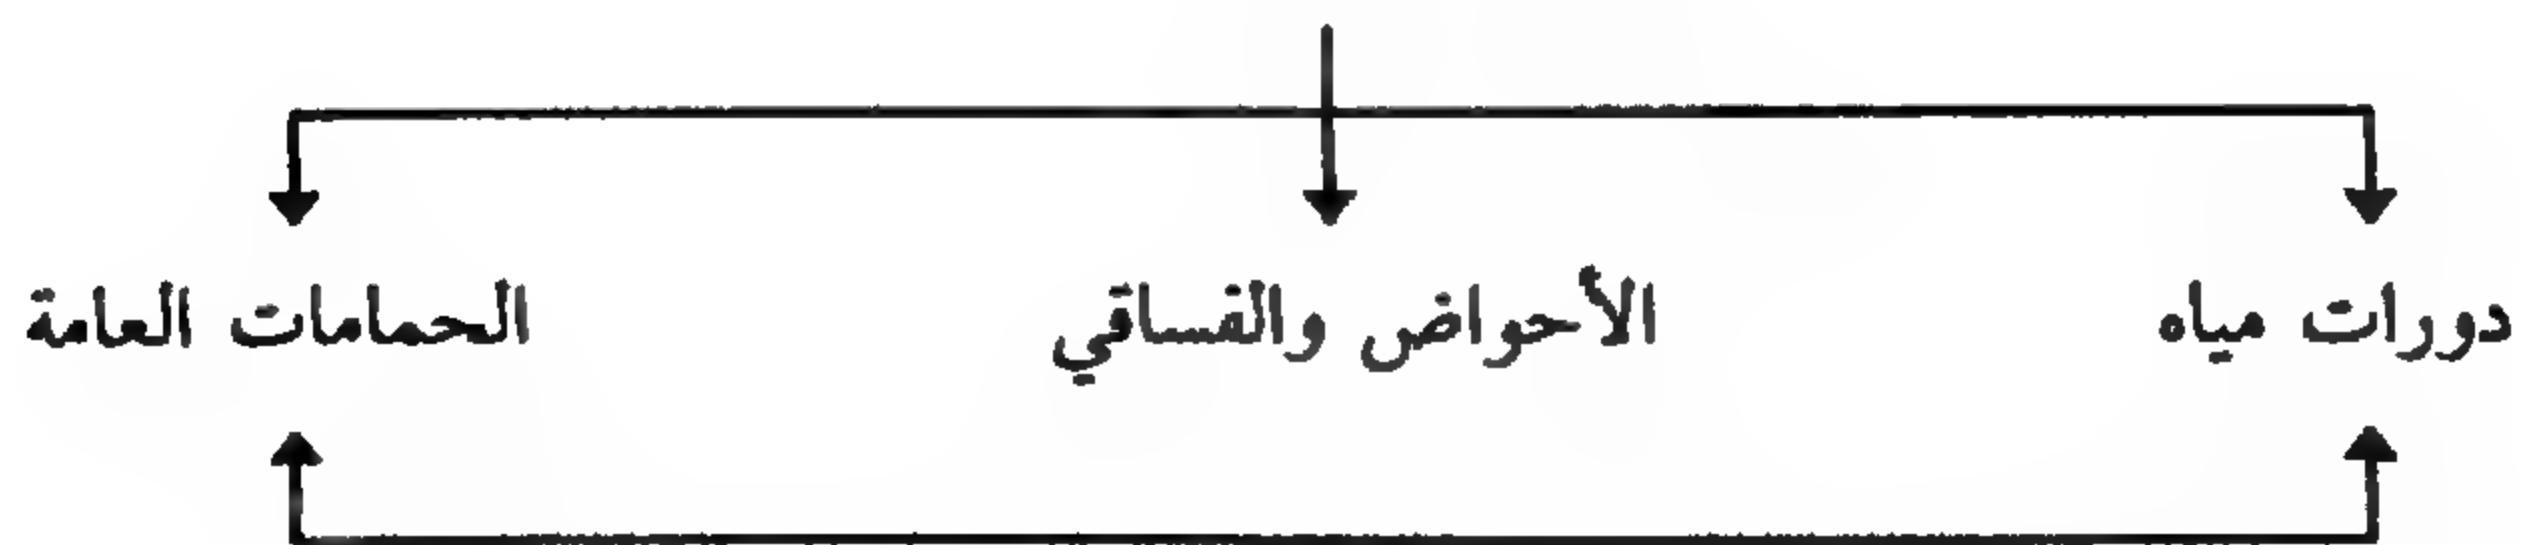 دورات مياه
الأحواض والفساقي
الحمامات العامة